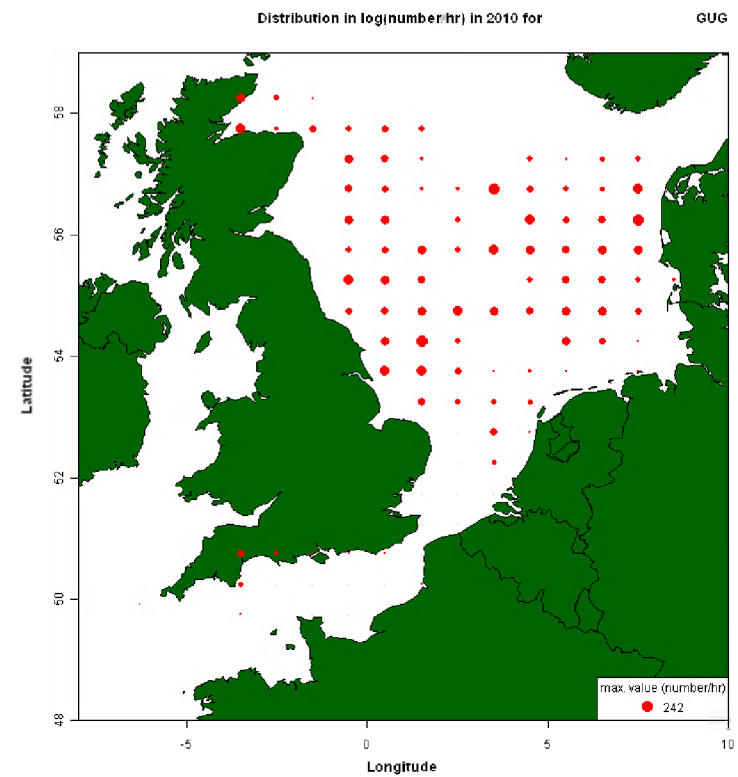 Distribution in log(number/hr) in 2010 for GUG
58
56
54
52
50
48
Latitude
-5 0 5 10
Longitude
max. value (number/hr)
242